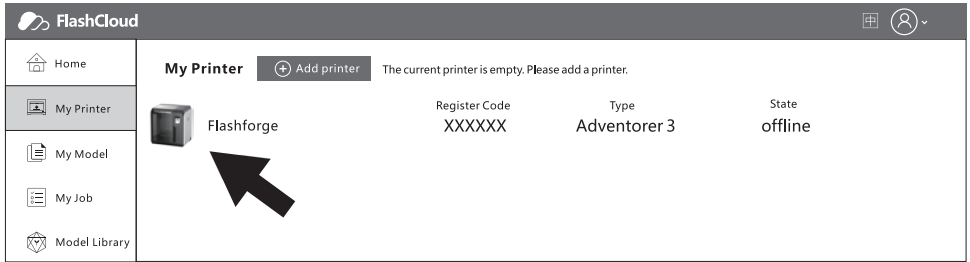 FlashCloud
中
Home
My Printer
My Model
My Job
Model Library
My Printer
Add printer
The current printer is empty. Please add a printer.
Register Code
Type
State
Flashforge
XXXXXX
Adventorer 3
offline